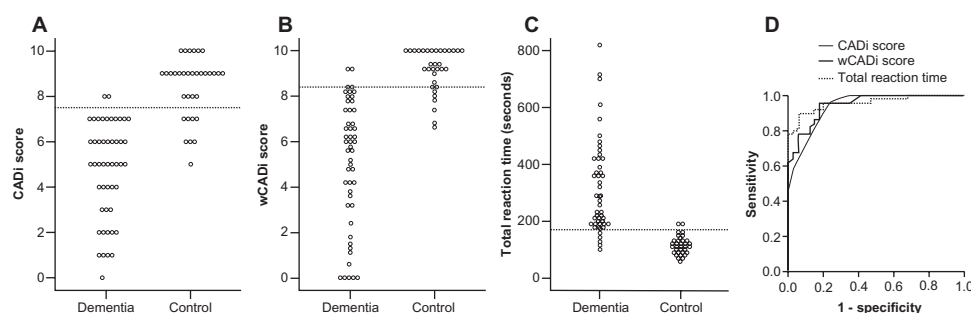 A
CADi score
10
8
6
4
2
0
Dementia
Control
B
wCADi score
10
8
6
4
2
0
Dementia
Control
C
Total reaction time (seconds)
800
600
400
200
0
Dementia
Control
D
CADi score
wCADi score
Total reaction time
Sensitivity
1.0
0.8
0.6
0.4
0.2
0.0
0.0 0.2 0.4 0.6 0.8 1.0
1 - specificity